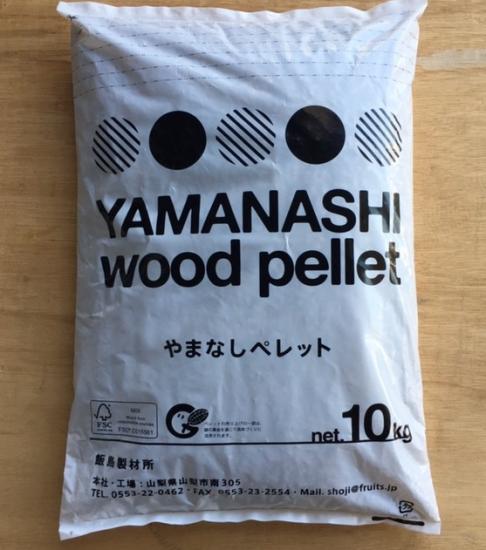 YAMANASHI
wood pellet
やまなしペレット
FSC
MIX
net. 10kg
飯島製材所
本社・工場：山梨県山梨市南305
TEL. 0553-22-0462・FAX 0553-23-2554・Mail. shoji@fruits.jp